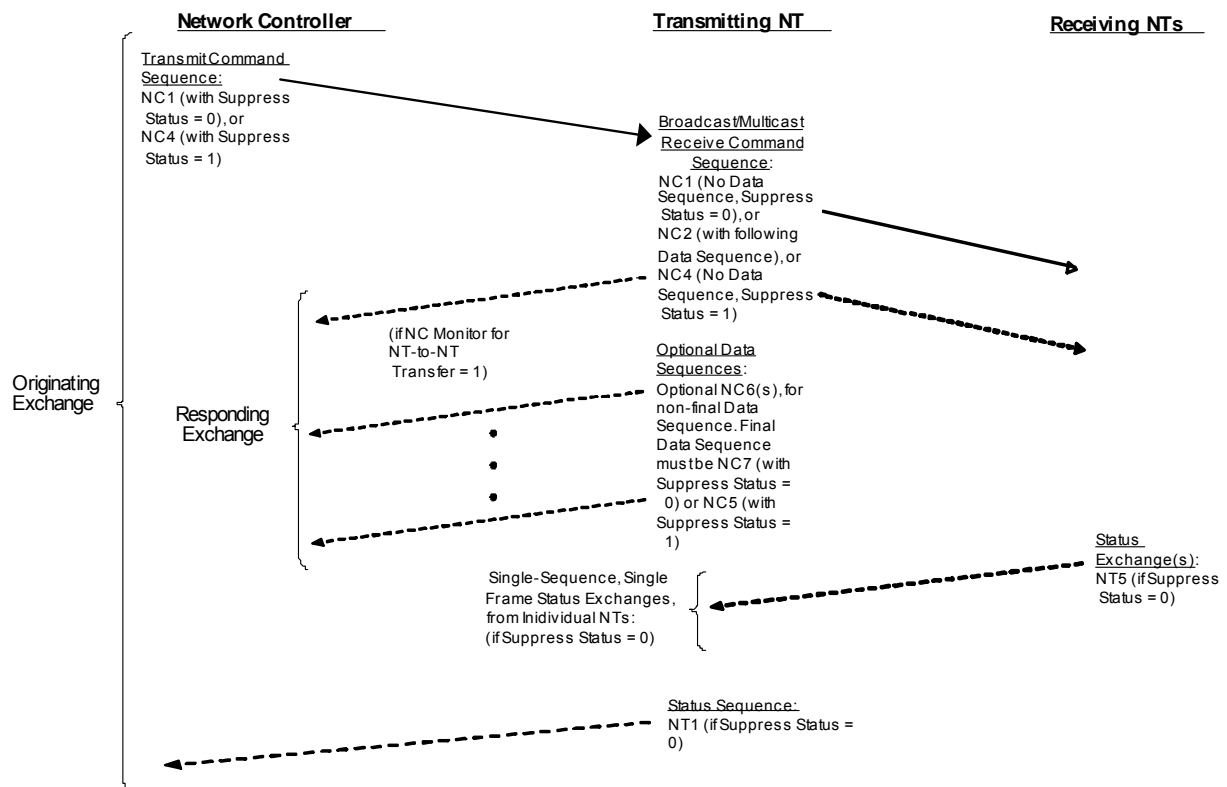 Network Controller
Transmitting NT
Receiving NTs
Transmit Command
Sequence:
NC1 (with Suppress
Status = 0), or
NC4 (with Suppress
Status = 1)
Broadcast/Multicast
Receive Command
Sequence:
NC1 (No Data
Sequence, Suppress
Status = 0), or
NC2 (with following
Data Sequence), or
NC4 (No Data
Sequence, Suppress
Status = 1)
(if NC Monitor for
NT-to-NT
Transfer = 1)
Originating
Exchange
Responding
Exchange
Optional Data
Sequences:
Optional NC6(s), for
non-final Data
Sequence. Final
Data Sequence
must be NC7 (with
Suppress Status =
0) or NC5 (with
Suppress Status =
1)
Status
Exchange(s):
NT5 (if Suppress
Status = 0)
Single-Sequence, Single
Frame Status Exchanges,
from Inidividual NTs:
(if Suppress Status = 0)
Status Sequence:
NT1 (if Suppress Status =
0)